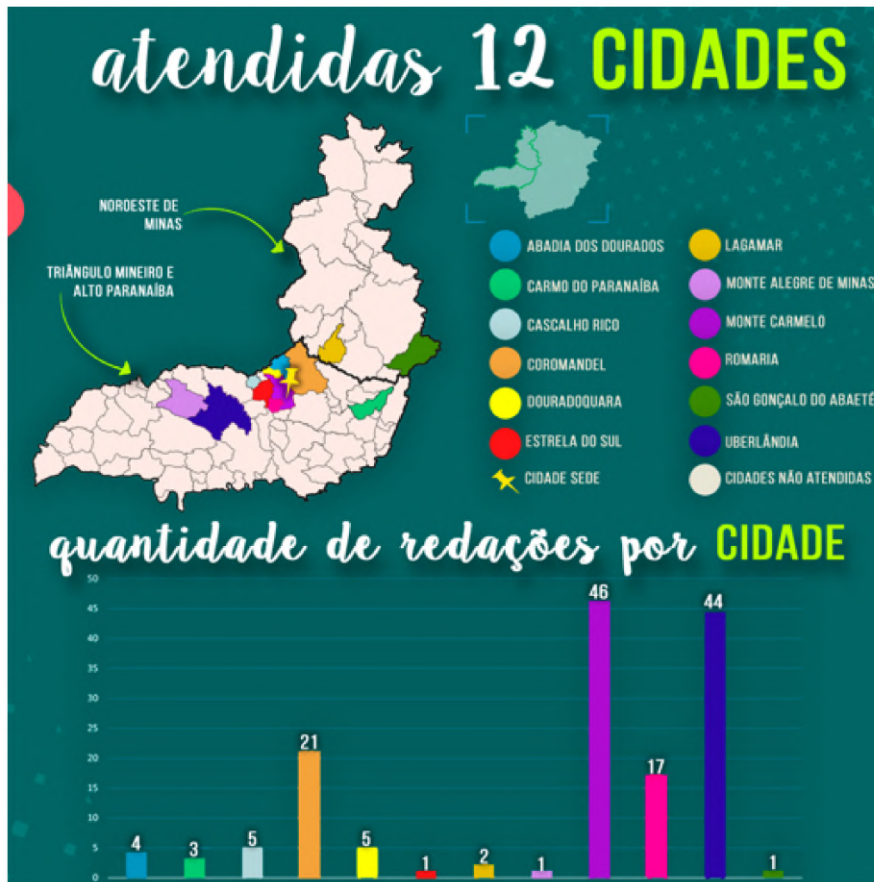 atendidas 12 CIDADES
NOROESTE DE
MINAS
TRIÂNGULO MINEIRO E
ALTO PARANAÍBA
ABADIA DOS DOURADOS
CARMO DO PARANAÍBA
CASCALHO RICO
COROMANDEL
DOURADOQUARA
ESTRELA DO SUL
CIDADE SEDE
LAGAMAR
MONTE ALEGRE DE MINAS
MONTE CARMELO
ROMARIA
SÃO GONÇALO DO ABAETÉ
UBERLÂNDIA
CIDADES NÃO ATENDIDAS
quantidade de redações por CIDADE
50
45
40
35
30
25
20
15
10
5
0
4
3
5
21
5
1
2
1
46
17
44
1